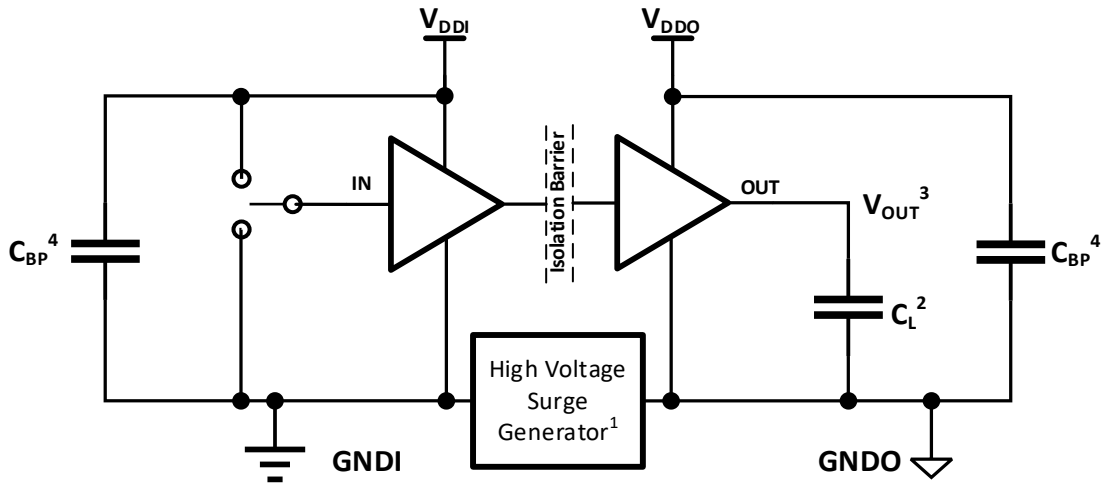 VDDI
VDDO
IN
Isolation Barrier
OUT
VOUT3
CBP4
CBP4
CL2
High Voltage
Surge
Generator1
GNDI
GNDO